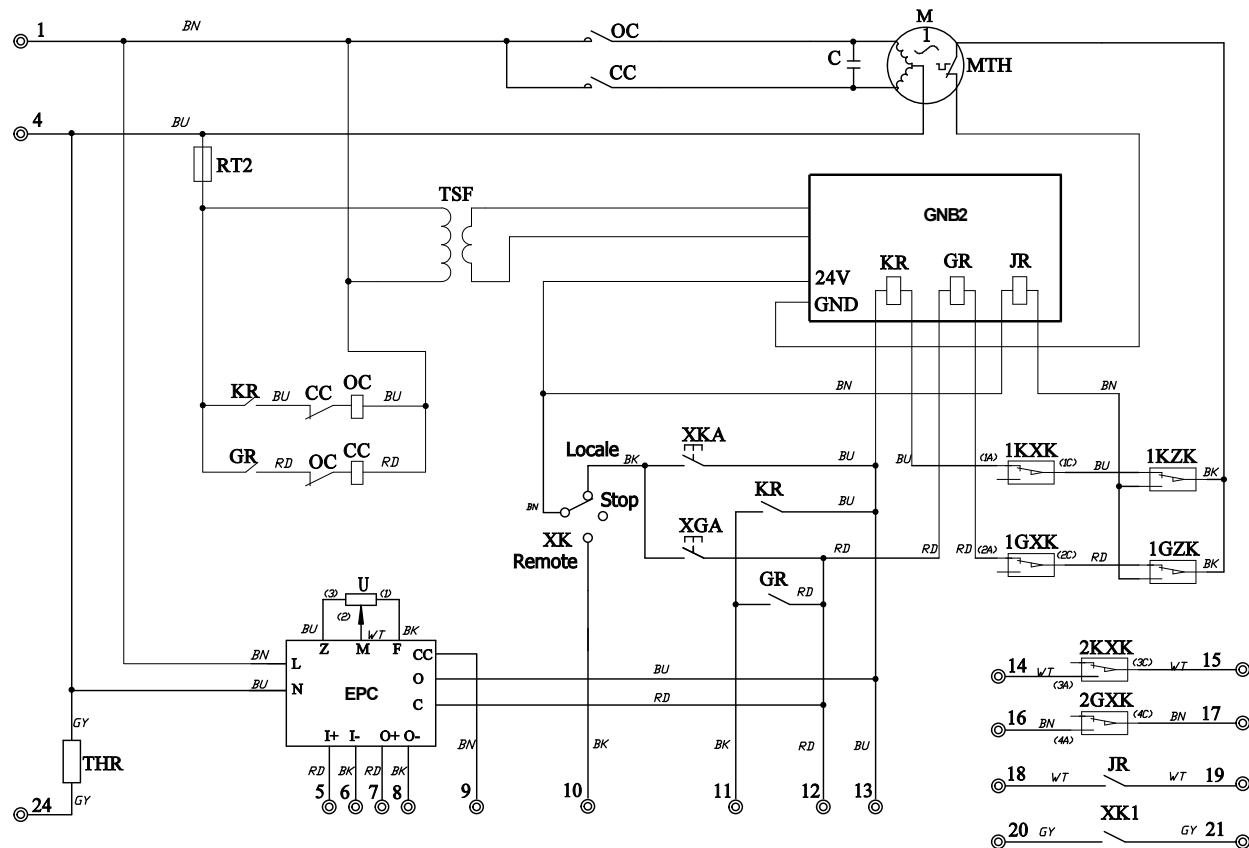 1
BN
OC
M
1
C
MTH
CC
4
BU
RT2
TSF
GNB2
KR
GR
JR
24V
GND
KR
BU
CC
OC
BU
BN
BN
GR
RD
OC
CC
RD
Locale
BK
XKA
BU
BU
(1A)
1KXK
(1C)
BU
1KZK
BK
BN
Stop
KR
BU
XK
Remote
XGA
RD
RD
RD
(2A)
1GXK
(2C)
RD
1GZK
BK
GR
RD
U
(3)
(1)
(2)
BU
WT
BK
Z
M
F
CC
BN
L
BU
N
EPC
O
BU
C
RD
I+
I-
O+
O-
GY
THR
GY
24
RD
BK
RD
BK
BN
BK
BK
RD
BU
5
6
7
8
9
10
11
12
13
14
WT
(3A)
2KXK
(3C)
WT
15
16
BN
(4A)
2GXK
(4C)
BN
17
18
WT
JR
WT
19
20
GY
XK1
GY
21